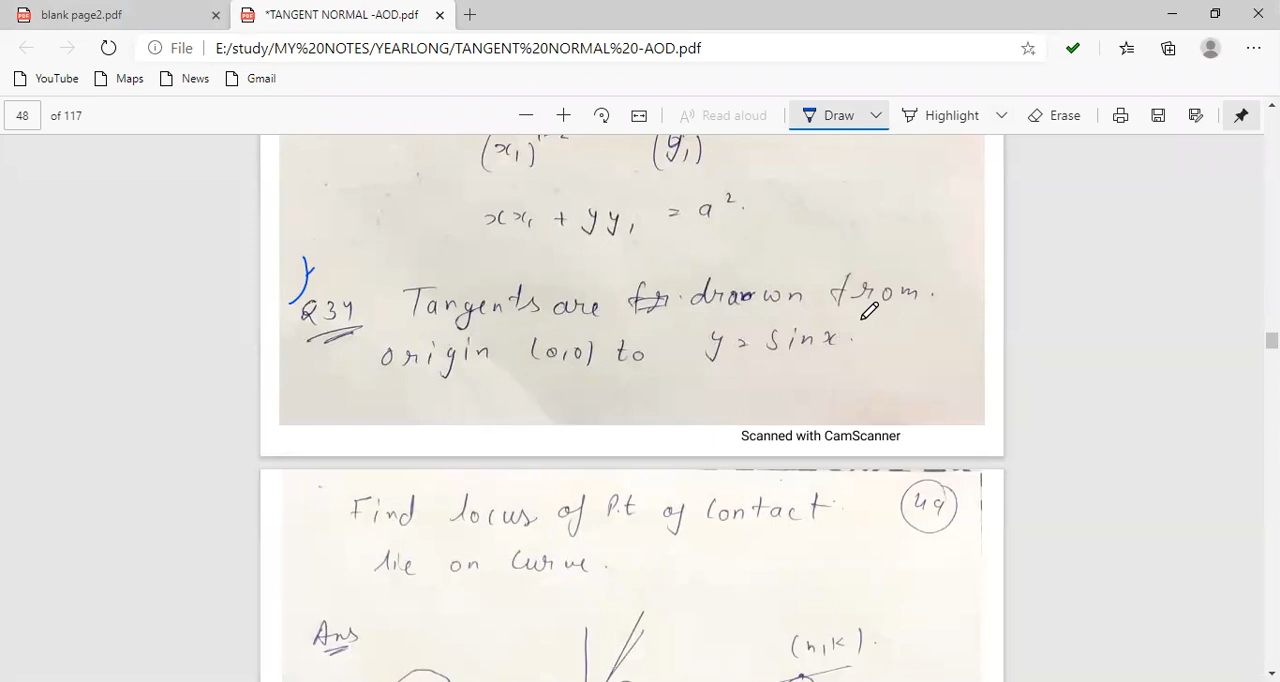 blank page2.pdf
*TANGENT NORMAL -AOD.pdf
File E:/study/MY%20NOTES/YEARLONG/TANGENT%20NORMAL%20-AOD.pdf
YouTube Maps News Gmail
48 of 117 Read aloud Draw Highlight Erase
(x₁) (y₁)
xx₁ + yy₁ = a².
Q34 Tangents are drawn from.
origin (0,0) to y = sinx.
Scanned with CamScanner
Find locus of P.t of contact 49
lie on curve.
Ans
(h,k).